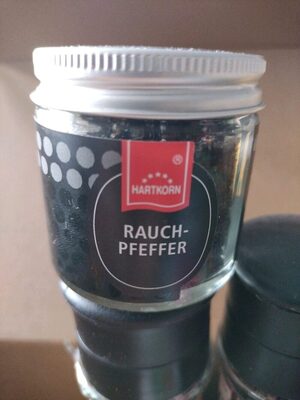 ®
HARTKORN
RAUCH-
PFEFFER